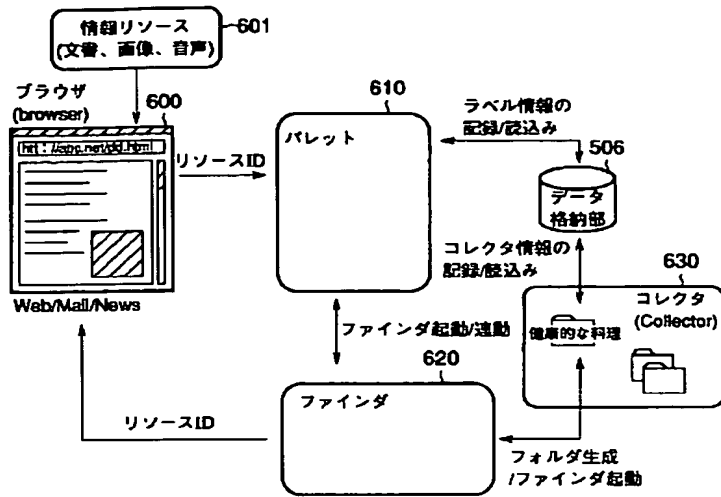 情報リソース
(文書、画像、音声)
601
ブラウザ
(browser)
600
リソースID
Web/Mail/News
610
パレット
ラベル情報の
記録/読込み
506
データ
格納部
コレクタ情報の
記録/読込み
630
コレクタ
(Collector)
健康的な料理
ファインダ起動/連動
620
ファインダ
リソースID
フォルダ生成
/ファインダ起動